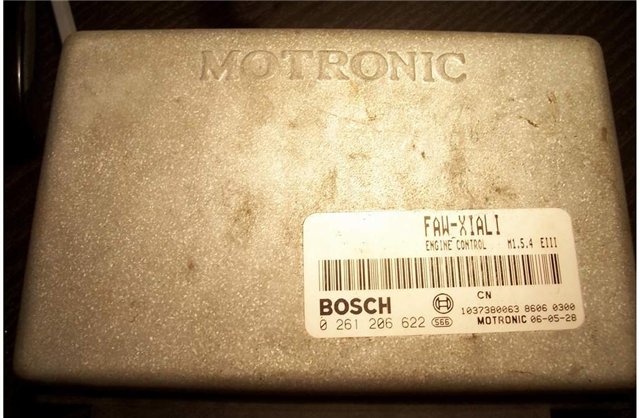 MOTRONIC
FAW-XIALI
ENGINE CONTROL M1.5.4 EIII
CN
BOSCH 1037380063 8606 0300
0 261 206 622 S66 MOTRONIC 06-05-28